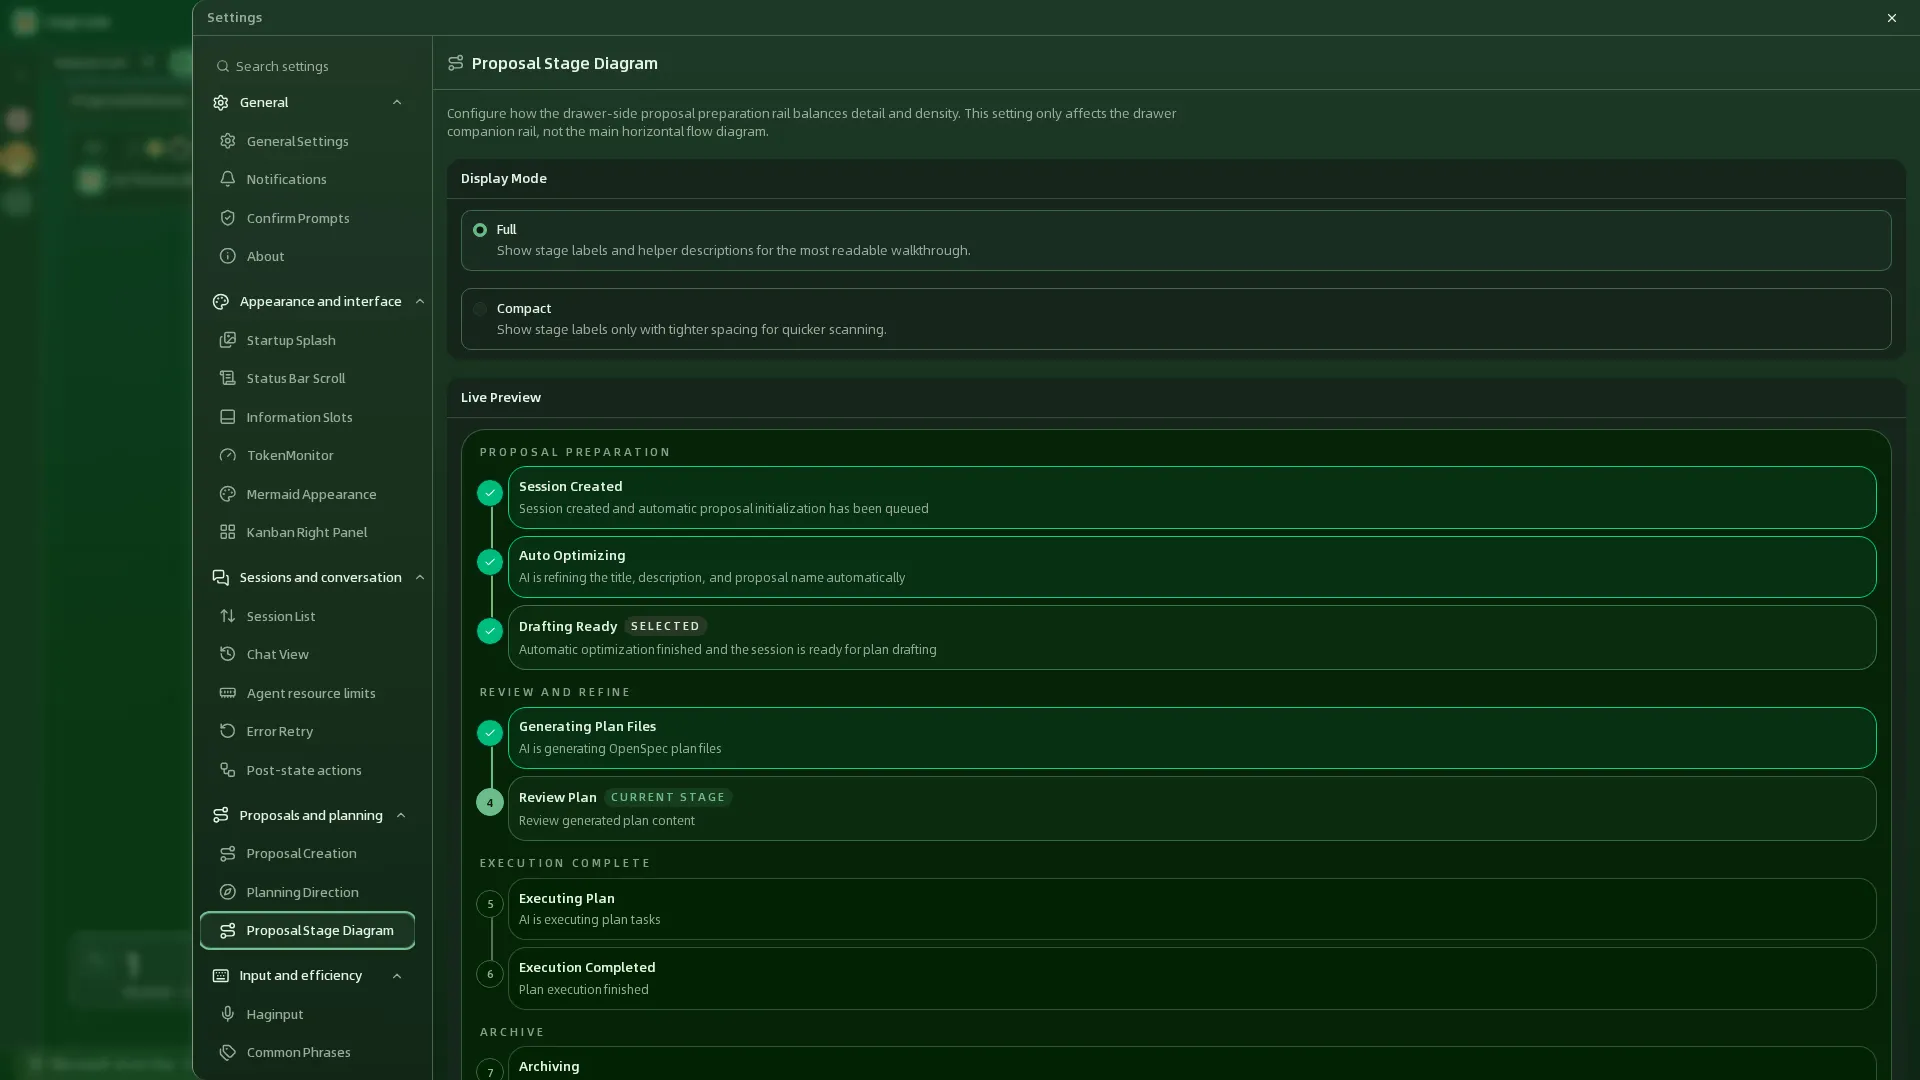 Settings
Search settings
General
General Settings
Notifications
Confirm Prompts
About
Appearance and interface
Startup Splash
Status Bar Scroll
Information Slots
TokenMonitor
Mermaid Appearance
Kanban Right Panel
Sessions and conversation
Session List
Chat View
Agent resource limits
Error Retry
Post-state actions
Proposals and planning
Proposal Creation
Planning Direction
Proposal Stage Diagram
Input and efficiency
Haginput
Common Phrases
Proposal Stage Diagram
Configure how the drawer-side proposal preparation rail balances detail and density. This setting only affects the drawer
companion rail, not the main horizontal flow diagram.
Display Mode
Full
Show stage labels and helper descriptions for the most readable walkthrough.
Compact
Show stage labels only with tighter spacing for quicker scanning.
Live Preview
PROPOSAL PREPARATION
Session Created
Session created and automatic proposal initialization has been queued
Auto Optimizing
AI is refining the title, description, and proposal name automatically
Drafting Ready SELECTED
Automatic optimization finished and the session is ready for plan drafting
REVIEW AND REFINE
Generating Plan Files
AI is generating OpenSpec plan files
4 Review Plan CURRENT STAGE
Review generated plan content
EXECUTION COMPLETE
5 Executing Plan
AI is executing plan tasks
6 Execution Completed
Plan execution finished
ARCHIVE
7 Archiving